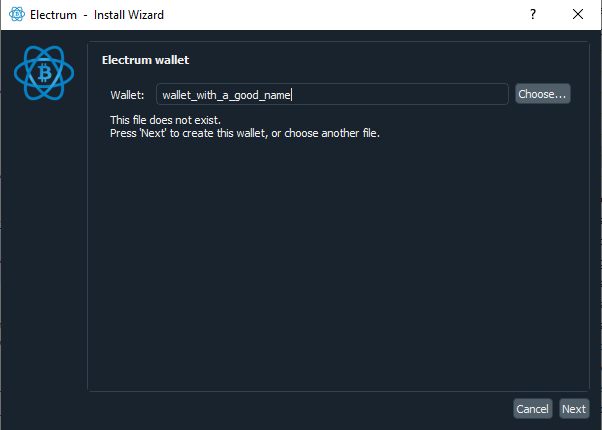 Electrum - Install Wizard
?
Electrum wallet
Wallet: wallet_with_a_good_name Choose...
This file does not exist.
Press 'Next' to create this wallet, or choose another file.
Cancel Next